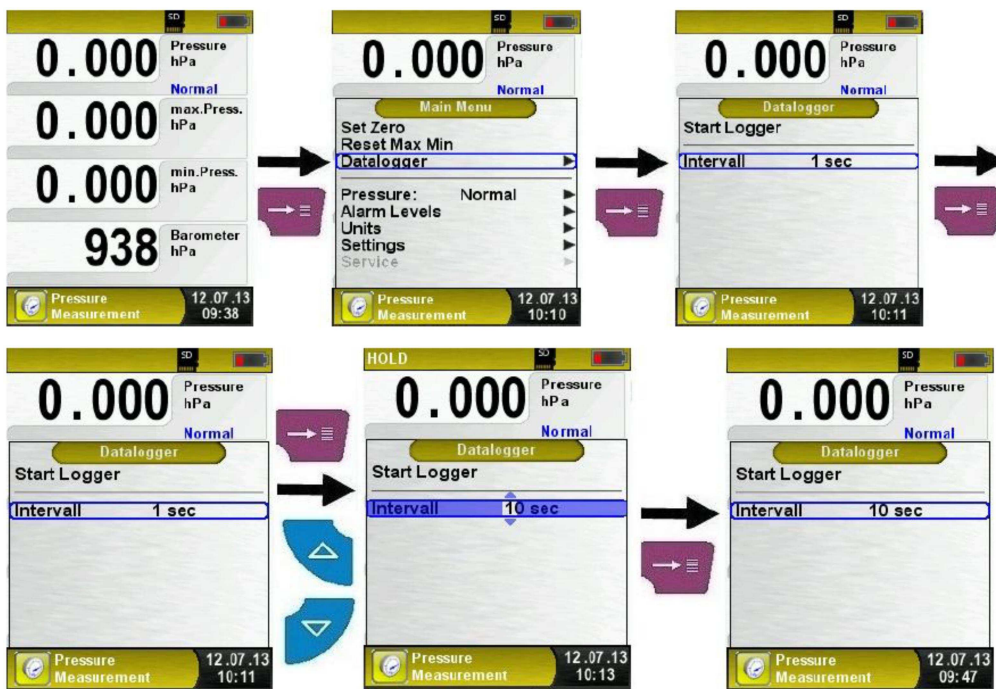 SD
0.000 Pressure
hPa
Normal
0.000 max.Press.
hPa
0.000 min.Press.
hPa
938 Barometer
hPa
Pressure
Measurement
12.07.13
09:38
SD
0.000 Pressure
hPa
Normal
Main Menu
Set Zero
Reset Max Min
Datalogger
Pressure: Normal
Alarm Levels
Units
Settings
Service
Pressure
Measurement
12.07.13
10:10
SD
0.000 Pressure
hPa
Normal
Datalogger
Start Logger
Intervall 1 sec
Pressure
Measurement
12.07.13
10:11
SD
0.000 Pressure
hPa
Normal
Datalogger
Start Logger
Intervall 1 sec
Pressure
Measurement
12.07.13
10:11
HOLD
SD
0.000 Pressure
hPa
Normal
Datalogger
Start Logger
Intervall 10 sec
Pressure
Measurement
12.07.13
10:13
SD
0.000 Pressure
hPa
Normal
Datalogger
Start Logger
Intervall 10 sec
Pressure
Measurement
12.07.13
09:47